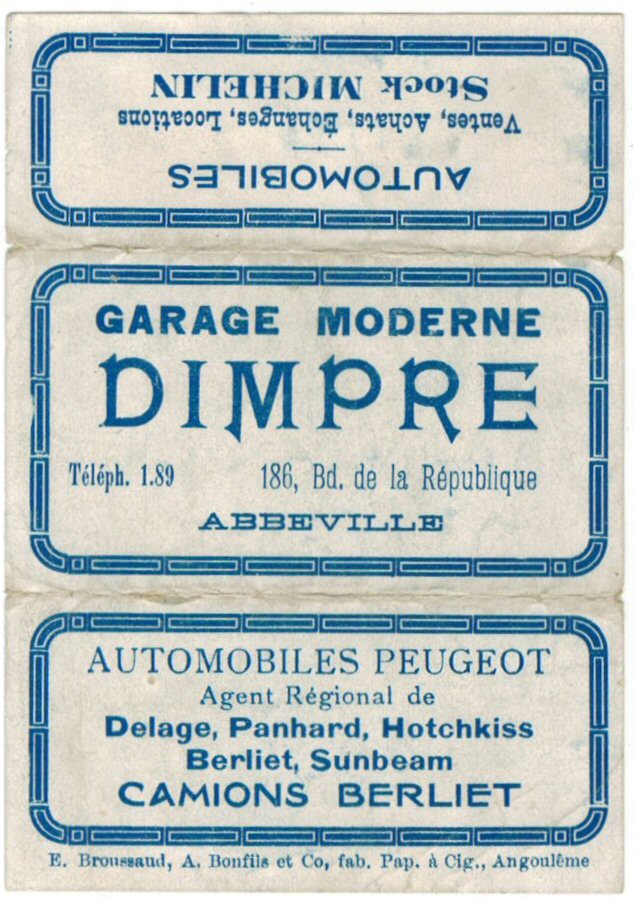 AUTOMOBILES
Ventes, Achats, Échanges, Locations
Stock MICHELIN
GARAGE MODERNE
DIMPRE
Téléph. 1.89 186, Bd. de la République
ABBEVILLE
AUTOMOBILES PEUGEOT
Agent Régional de
Delage, Panhard, Hotchkiss
Berliet, Sunbeam
CAMIONS BERLIET
E. Broussaud, A. Bonfils et Co, fab. Pap. à Cig., Angoulême